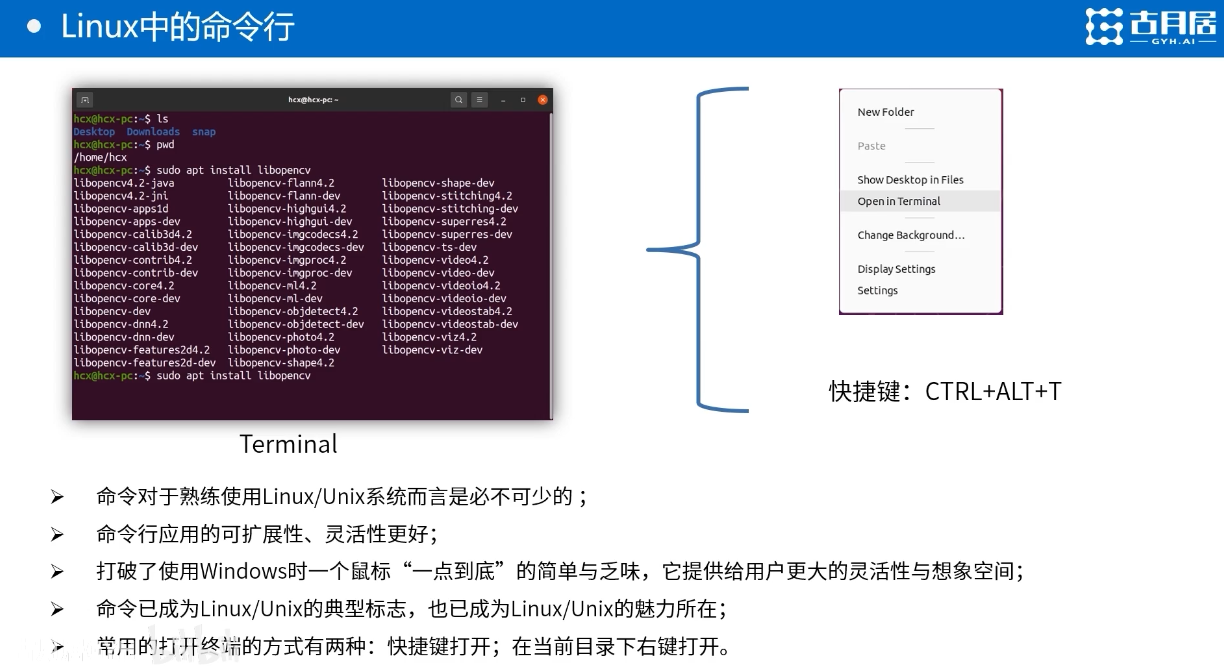 Linux中的命令行
古月居
GYH.AI
hcx@hcx-pc: ~
hcx@hcx-pc:~$ ls
Desktop Downloads snap
hcx@hcx-pc:~$ pwd
/home/hcx
hcx@hcx-pc:~$ sudo apt install libopencv
libopencv4.2-java libopencv-flann4.2 libopencv-shape-dev
libopencv4.2-jni libopencv-flann-dev libopencv-stitching4.2
libopencv-apps1d libopencv-highgui4.2 libopencv-stitching-dev
libopencv-apps-dev libopencv-highgui-dev libopencv-superres4.2
libopencv-calib3d4.2 libopencv-imgcodecs4.2 libopencv-superres-dev
libopencv-calib3d-dev libopencv-imgcodecs-dev libopencv-ts-dev
libopencv-contrib4.2 libopencv-imgproc4.2 libopencv-video4.2
libopencv-contrib-dev libopencv-imgproc-dev libopencv-video-dev
libopencv-core4.2 libopencv-ml4.2 libopencv-videoio4.2
libopencv-core-dev libopencv-ml-dev libopencv-videoio-dev
libopencv-dev libopencv-objdetect4.2 libopencv-videostab4.2
libopencv-dnn4.2 libopencv-objdetect-dev libopencv-videostab-dev
libopencv-dnn-dev libopencv-photo4.2 libopencv-viz4.2
libopencv-features2d4.2 libopencv-photo-dev libopencv-viz-dev
libopencv-features2d-dev libopencv-shape4.2
hcx@hcx-pc:~$ sudo apt install libopencv
Terminal
New Folder
Paste
Show Desktop in Files
Open in Terminal
Change Background…
Display Settings
Settings
快捷键：CTRL+ALT+T
命令对于熟练使用Linux/Unix系统而言是必不可少的；
命令行应用的可扩展性、灵活性更好；
打破了使用Windows时一个鼠标“一点到底”的简单与乏味，它提供给用户更大的灵活性与想象空间；
命令已成为Linux/Unix的典型标志，也已成为Linux/Unix的魅力所在；
常用的打开终端的方式有两种：快捷键打开；在当前目录下右键打开。